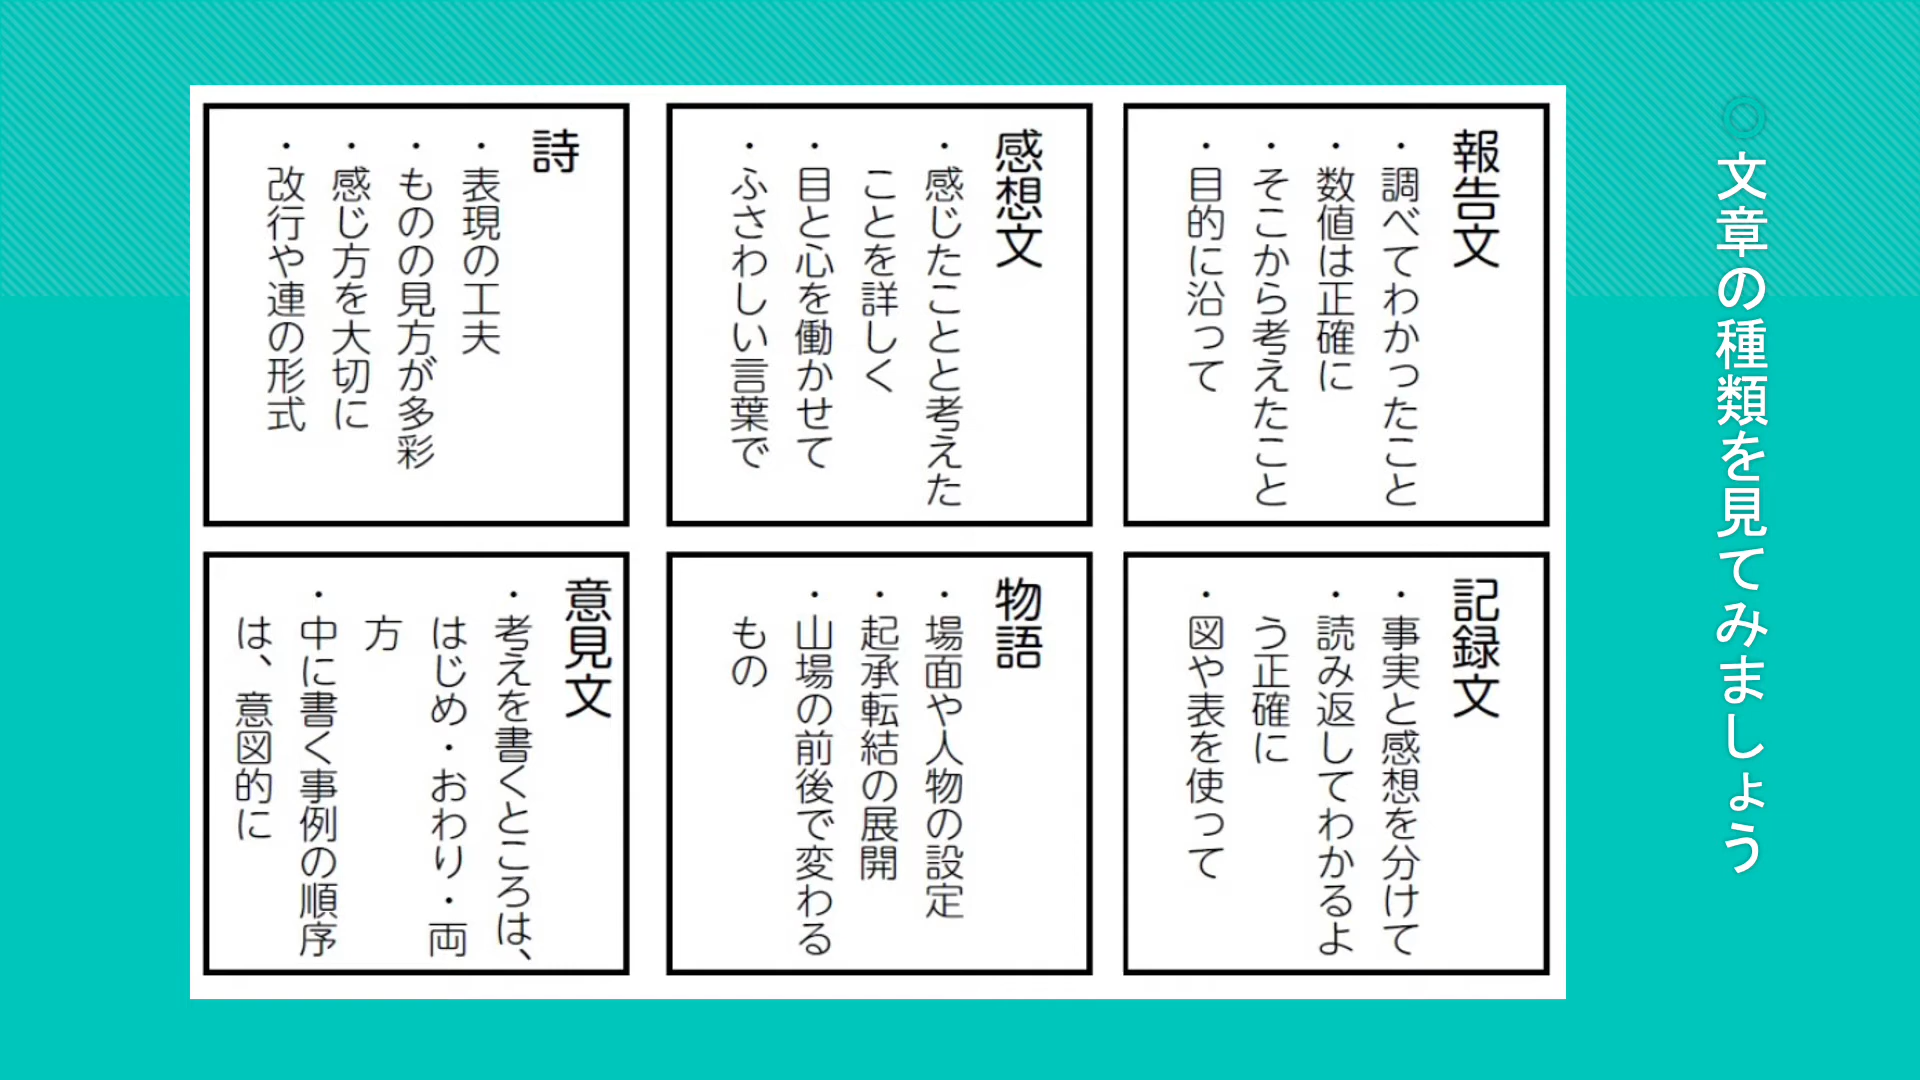 ◎文章の種類を見てみましょう
報告文
・調べてわかったこと
・数値は正確に
・そこから考えたこと
・目的に沿って
感想文
・感じたことと考えた
ことを詳しく
・目と心を働かせて
・ふさわしい言葉で
詩
・表現の工夫
・ものの見方が多彩
・感じ方を大切に
・改行や連の形式
記録文
・事実と感想を分けて
・読み返してわかるよ
う正確に
・図や表を使って
物語
・場面や人物の設定
・起承転結の展開
・山場の前後で変わる
もの
意見文
・考えを書くところは、
はじめ・おわり・両
方
・中に書く事例の順序
は、意図的に